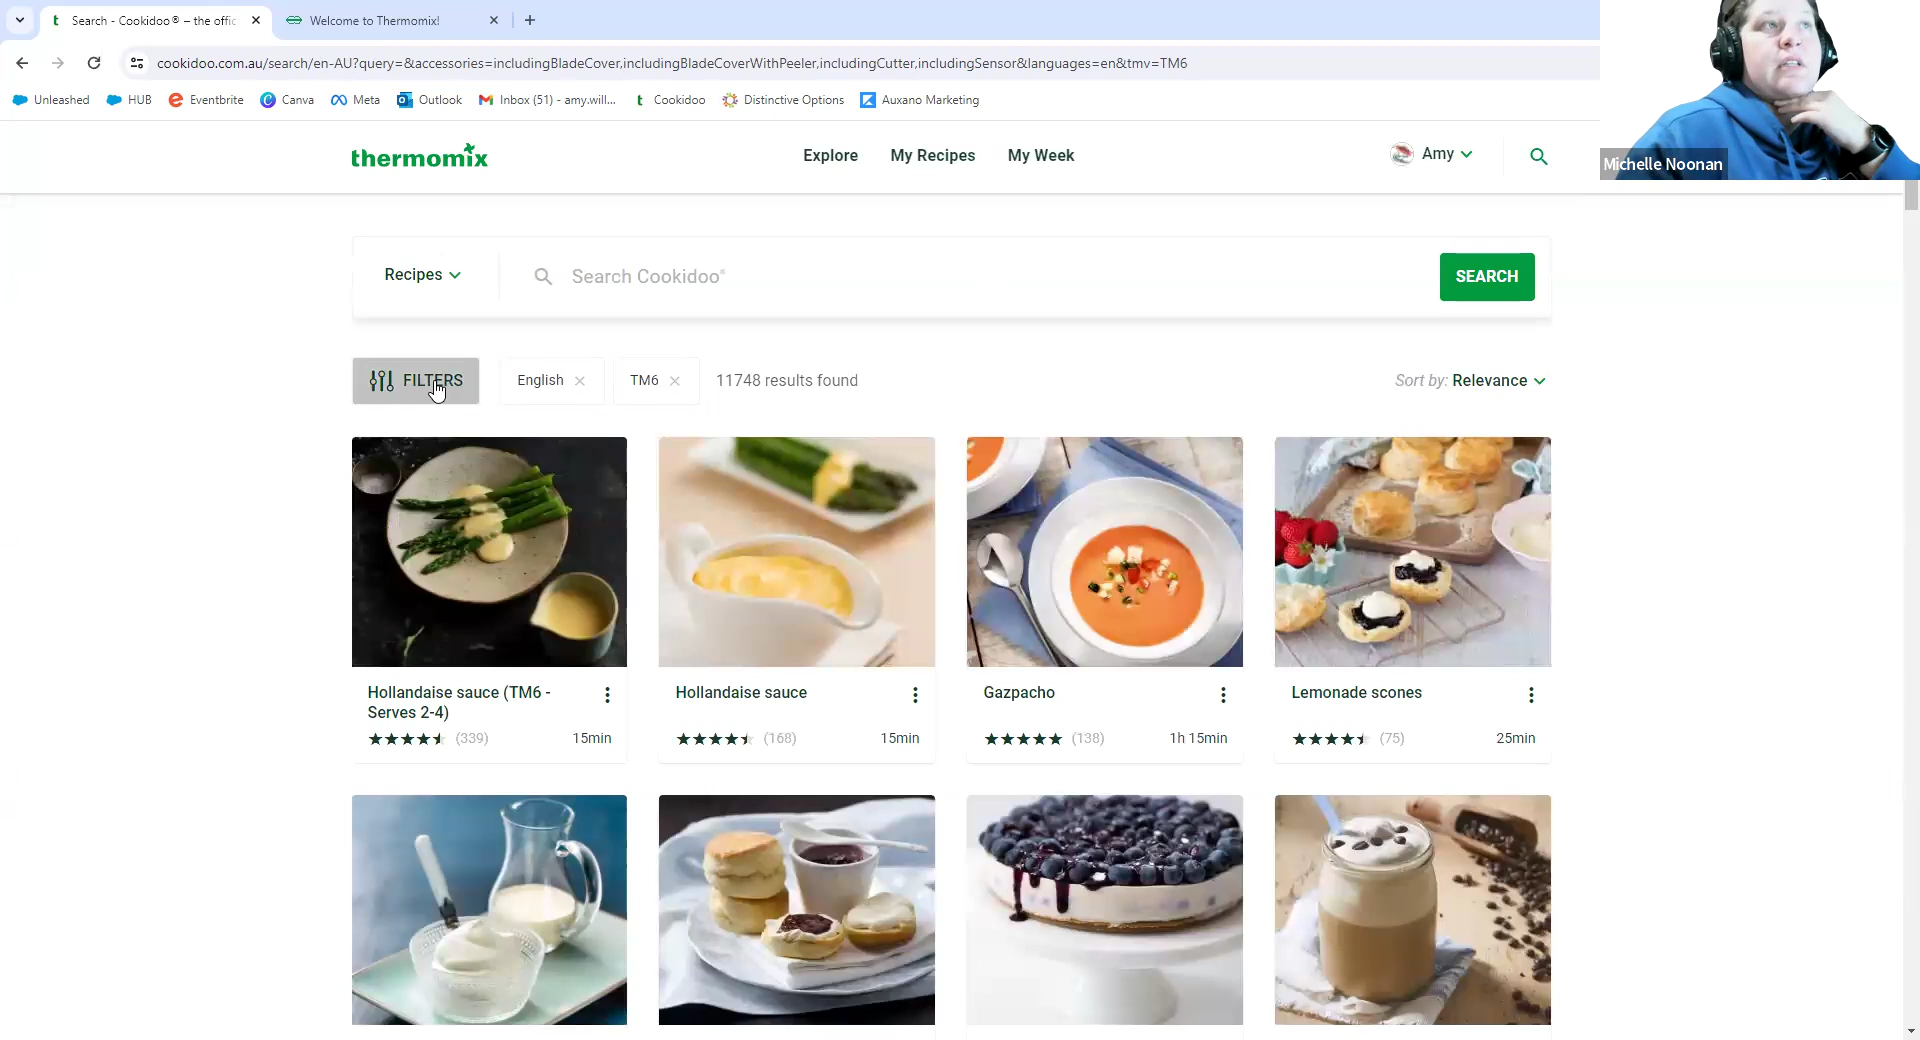 Search - Cookidoo® – the offic
Welcome to Thermomix!
cookidoo.com.au/search/en-AU?query=&accessories=includingBladeCover,includingBladeCoverWithPeeler,includingCutter,includingSensor&languages=en&tmv=TM6
Unleashed HUB Eventbrite Canva Meta Outlook Inbox (51) - amy.will... Cookidoo Distinctive Options Auxano Marketing
thermomix
Explore My Recipes My Week
Amy
Michelle Noonan
Recipes
Search Cookidoo®
SEARCH
FILTERS
English
TM6
11748 results found
Sort by: Relevance
Hollandaise sauce (TM6 -
Serves 2-4)
(339) 15min
Hollandaise sauce
(168) 15min
Gazpacho
(138) 1h 15min
Lemonade scones
(75) 25min